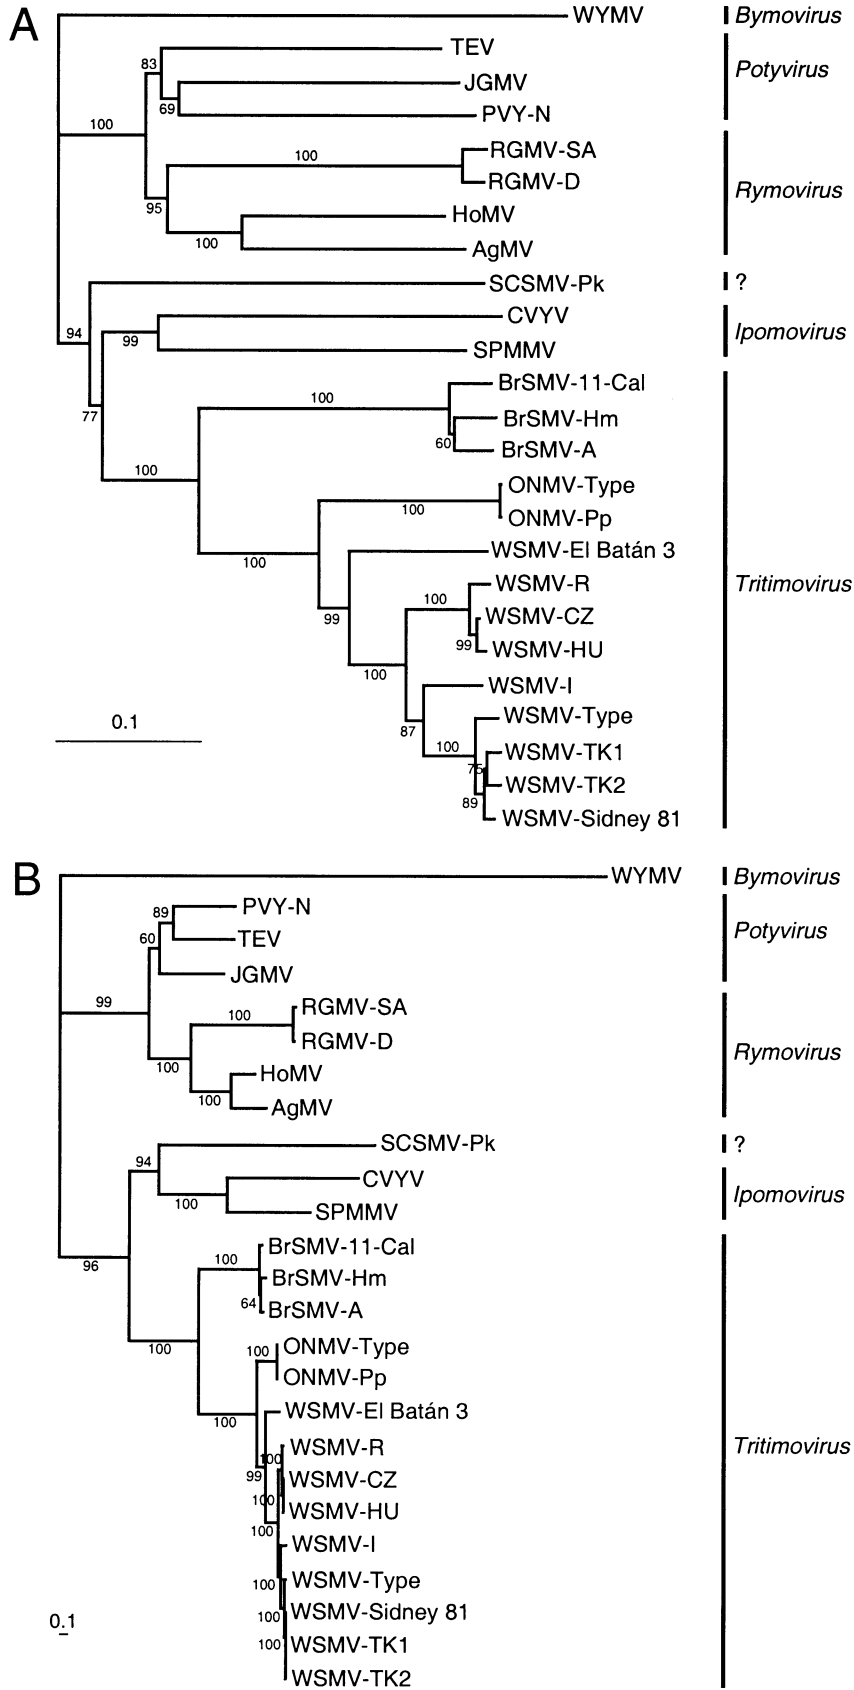 A
WYMV
Bymovirus
TEV
83
Potyvirus
JGMV
69
PVY-N
100
RGMV-SA
100
RGMV-D
Rymovirus
95
HoMV
100
AgMV
SCSMV-Pk
?
94
CVYV
99
Ipomovirus
SPMMV
BrSMV-11-Cal
100
77
BrSMV-Hm
60
BrSMV-A
100
ONMV-Type
100
ONMV-Pp
WSMV-El Batán 3
100
WSMV-R
Tritimovirus
100
WSMV-CZ
99
99
WSMV-HU
100
WSMV-I
87
WSMV-Type
0.1
100
WSMV-TK1
75
WSMV-TK2
89
WSMV-Sidney 81
B
WYMV
Bymovirus
89
PVY-N
60
TEV
Potyvirus
JGMV
99
RGMV-SA
100
RGMV-D
Rymovirus
100
HoMV
100
AgMV
SCSMV-Pk
?
94
CVYV
100
Ipomovirus
SPMMV
96
BrSMV-11-Cal
100
BrSMV-Hm
64
BrSMV-A
100
ONMV-Type
100
ONMV-Pp
100
WSMV-El Batán 3
WSMV-R
Tritimovirus
100
99
WSMV-CZ
100
WSMV-HU
100
WSMV-I
100
WSMV-Type
100
WSMV-Sidney 81
0.1
100
WSMV-TK1
WSMV-TK2